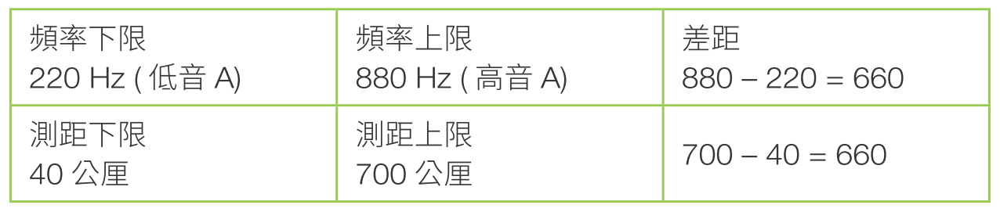 頻率下限
220 Hz ( 低音 A)
頻率上限
880 Hz ( 高音 A)
差距
880 – 220 = 660
測距下限
40 公厘
測距上限
700 公厘
700 – 40 = 660